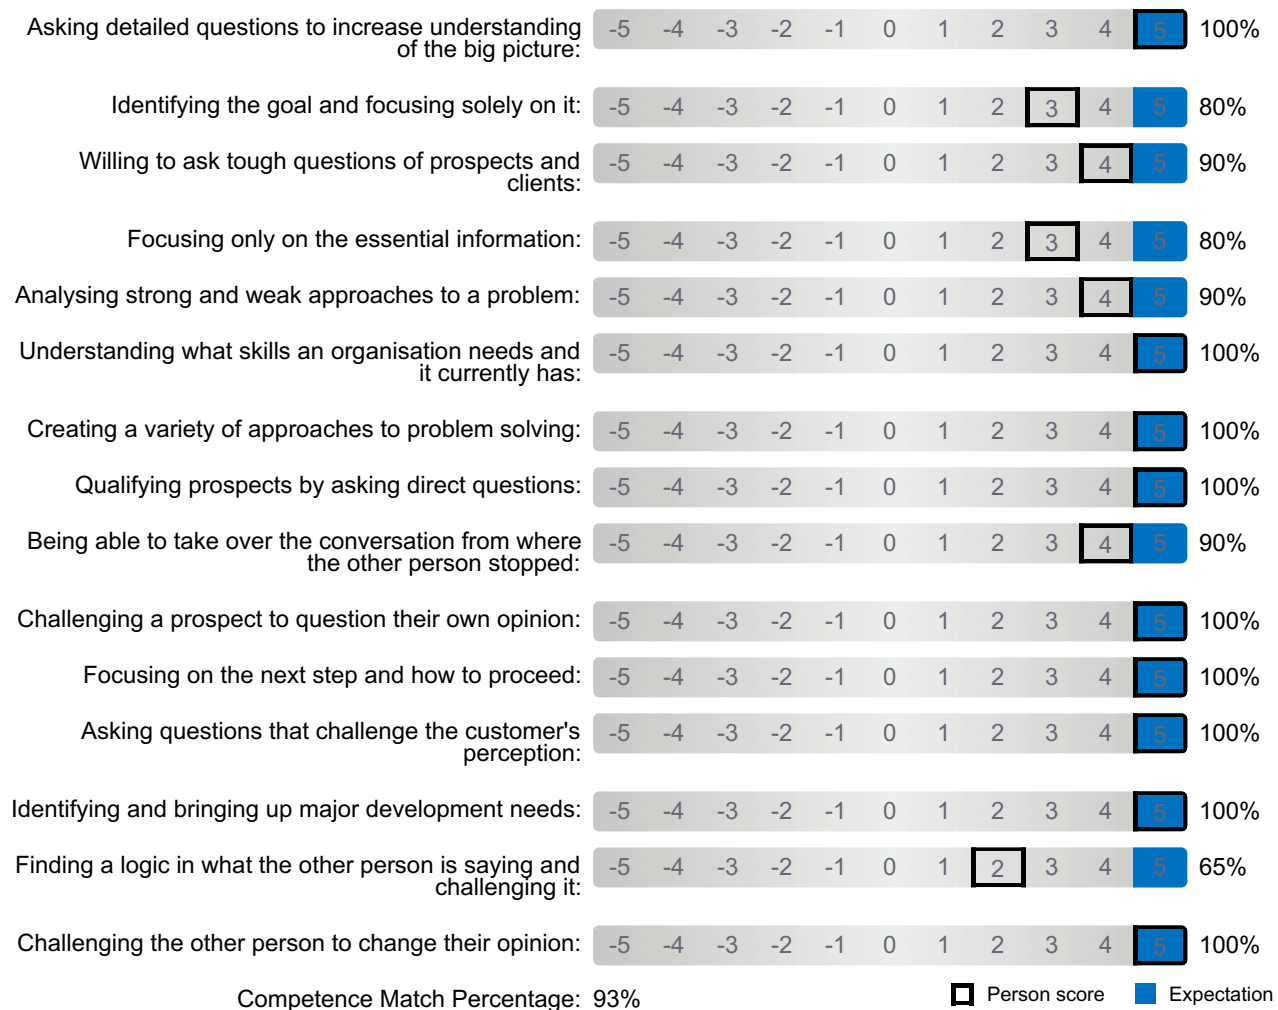 Asking detailed questions to increase understanding
of the big picture:
-5 -4 -3 -2 -1 0 1 2 3 4 5 100%
Identifying the goal and focusing solely on it: -5 -4 -3 -2 -1 0 1 2 3 4 5 80%
Willing to ask tough questions of prospects and
clients:
-5 -4 -3 -2 -1 0 1 2 3 4 5 90%
Focusing only on the essential information: -5 -4 -3 -2 -1 0 1 2 3 4 5 80%
Analysing strong and weak approaches to a problem: -5 -4 -3 -2 -1 0 1 2 3 4 5 90%
Understanding what skills an organisation needs and
it currently has:
-5 -4 -3 -2 -1 0 1 2 3 4 5 100%
Creating a variety of approaches to problem solving: -5 -4 -3 -2 -1 0 1 2 3 4 5 100%
Qualifying prospects by asking direct questions: -5 -4 -3 -2 -1 0 1 2 3 4 5 100%
Being able to take over the conversation from where
the other person stopped:
-5 -4 -3 -2 -1 0 1 2 3 4 5 90%
Challenging a prospect to question their own opinion: -5 -4 -3 -2 -1 0 1 2 3 4 5 100%
Focusing on the next step and how to proceed: -5 -4 -3 -2 -1 0 1 2 3 4 5 100%
Asking questions that challenge the customer's
perception:
-5 -4 -3 -2 -1 0 1 2 3 4 5 100%
Identifying and bringing up major development needs: -5 -4 -3 -2 -1 0 1 2 3 4 5 100%
Finding a logic in what the other person is saying and
challenging it:
-5 -4 -3 -2 -1 0 1 2 3 4 5 65%
Challenging the other person to change their opinion: -5 -4 -3 -2 -1 0 1 2 3 4 5 100%
Competence Match Percentage: 93% Person score Expectation